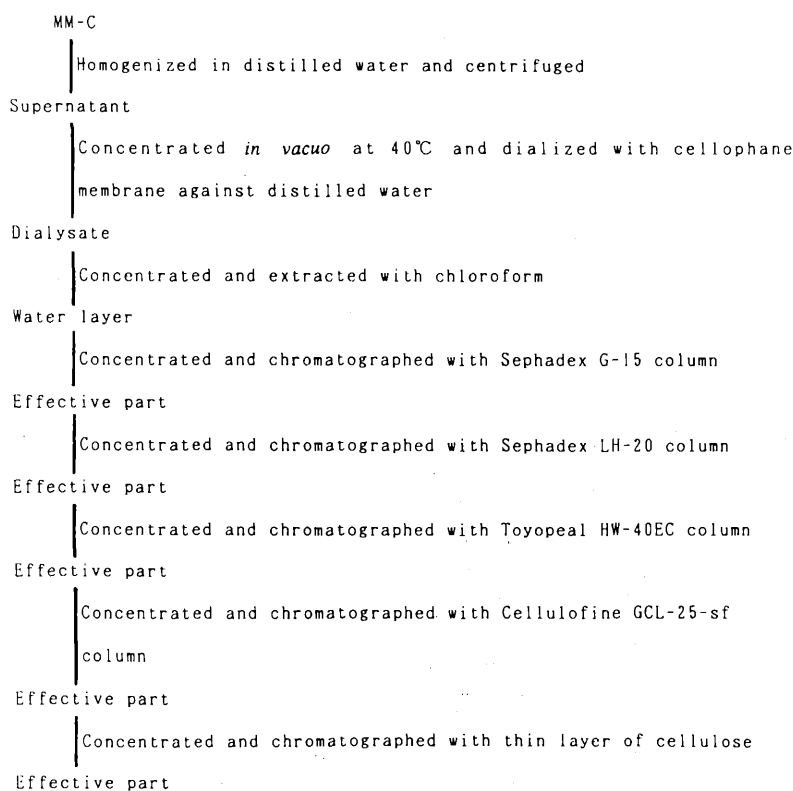 MM-C
Homogenized in distilled water and centrifuged
Supernatant
Concentrated in vacuo at 40℃ and dialized with cellophane
membrane against distilled water
Dialysate
Concentrated and extracted with chloroform
Water layer
Concentrated and chromatographed with Sephadex G-15 column
Effective part
Concentrated and chromatographed with Sephadex LH-20 column
Effective part
Concentrated and chromatographed with Toyopeal HW-40EC column
Effective part
Concentrated and chromatographed with Cellulofine GCL-25-sf
column
Effective part
Concentrated and chromatographed with thin layer of cellulose
Effective part